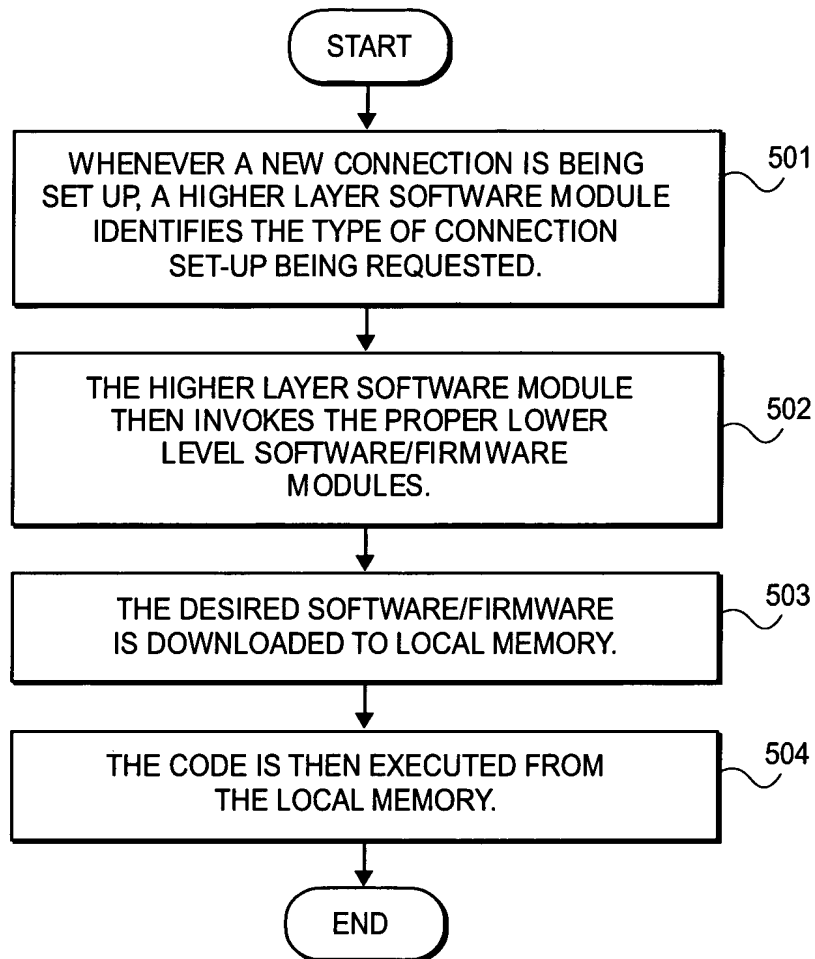 START
WHENEVER A NEW CONNECTION IS BEING
SET UP, A HIGHER LAYER SOFTWARE MODULE
IDENTIFIES THE TYPE OF CONNECTION
SET-UP BEING REQUESTED.
501
THE HIGHER LAYER SOFTWARE MODULE
THEN INVOKES THE PROPER LOWER
LEVEL SOFTWARE/FIRMWARE
MODULES.
502
THE DESIRED SOFTWARE/FIRMWARE
IS DOWNLOADED TO LOCAL MEMORY.
503
THE CODE IS THEN EXECUTED FROM
THE LOCAL MEMORY.
504
END